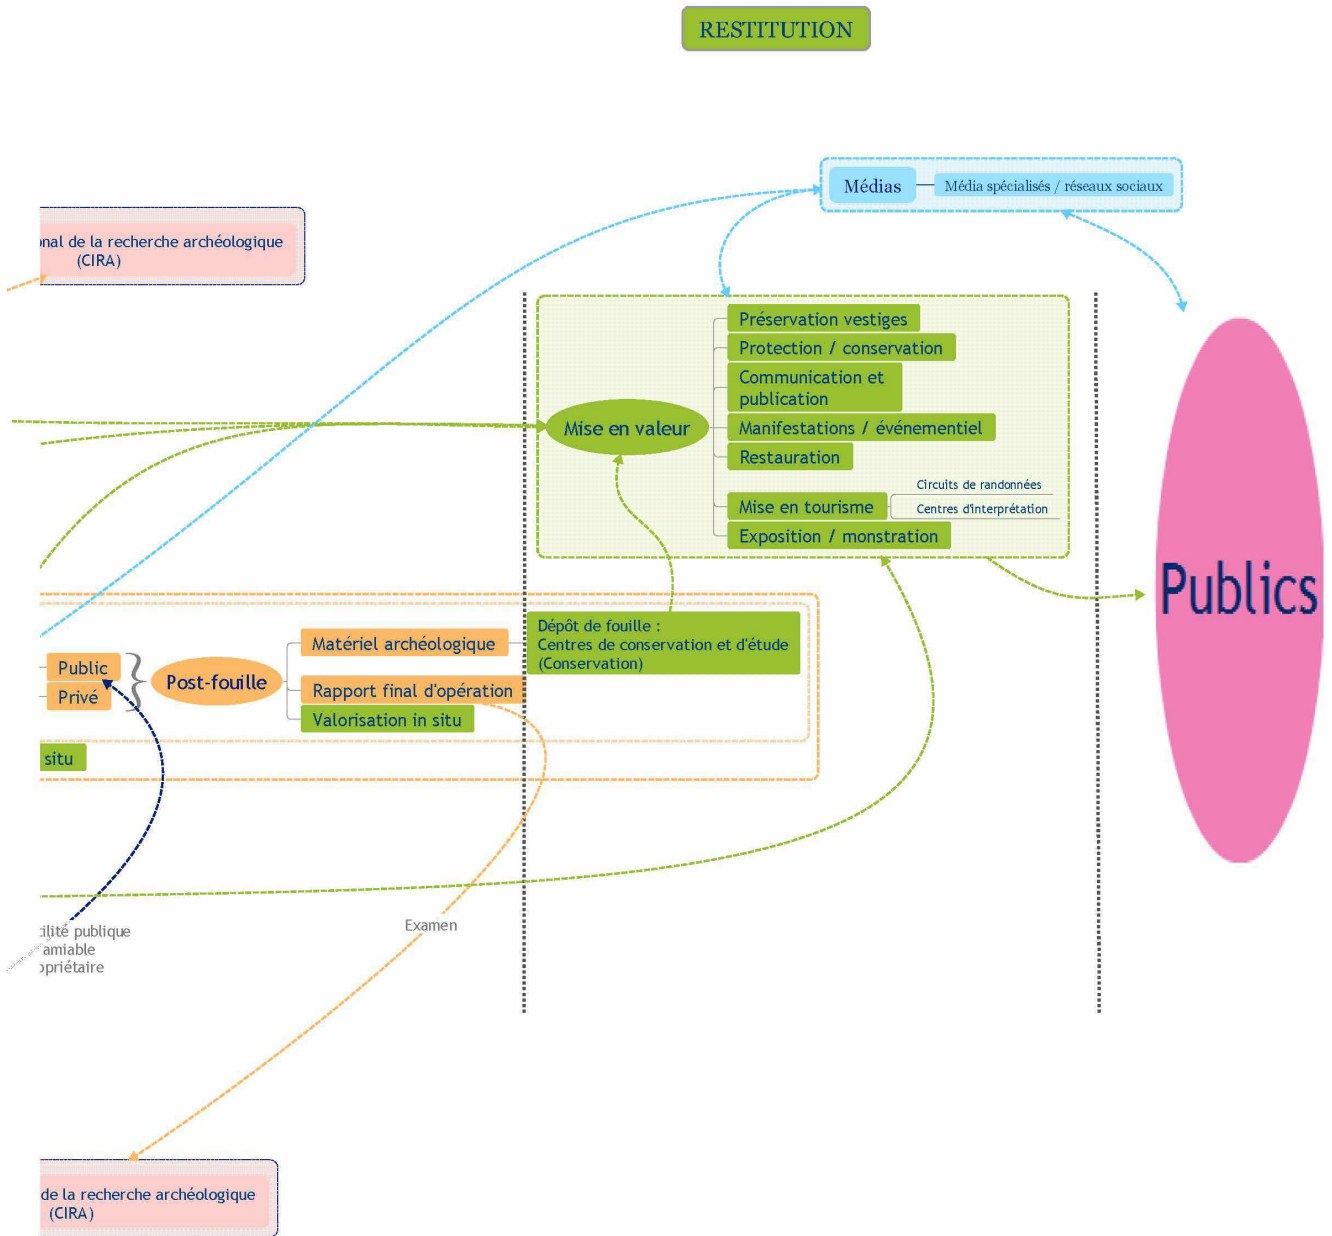 RESTITUTION
Médias
Média spécialisés / réseaux sociaux
de la recherche archéologique
(CIRA)
Préservation vestiges
Protection / conservation
Communication et
publication
Mise en valeur
Manifestations / événementiel
Restauration
Circuits de randonnées
Mise en tourisme
Centres d'interprétation
Exposition / monstration
Publics
Dépôt de fouille :
Centres de conservation et d'étude
(Conservation)
Matériel archéologique
Public
Post-fouille
Rapport final d'opération
Privé
Valorisation in situ
situ
Examen
publique
amiable
de la recherche archéologique
(CIRA)